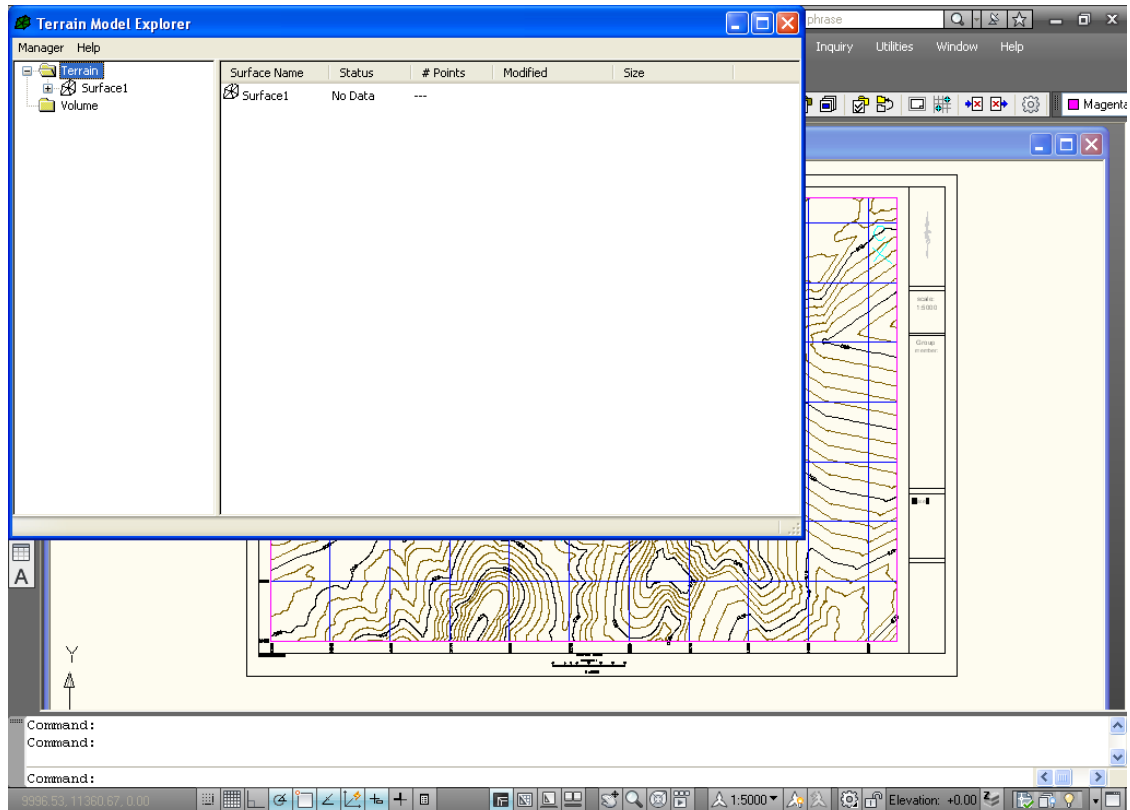 Terrain Model Explorer
phrase
Manager Help
Inquiry Utilities Window Help
Terrain
Surface1
Volume
Surface Name Status # Points Modified Size
Surface1 No Data ---
Magenta
scale:
1:5000
Group
member
A
Y
Command:
Command:
Command:
9996.53, 11360.67, 0.00
1:5000
Elevation: +0.00